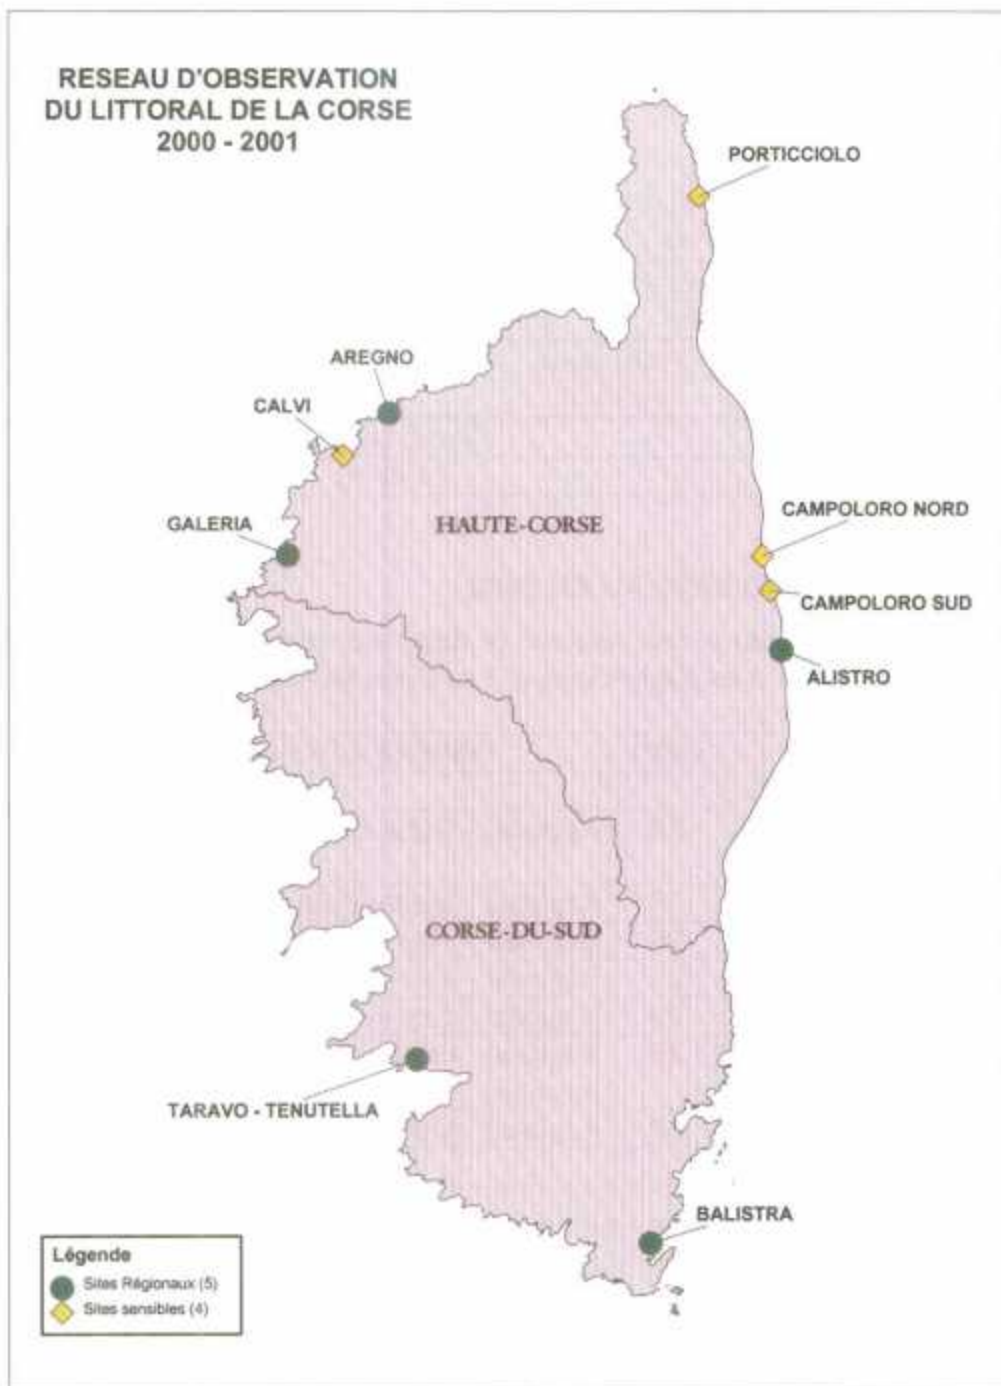 RESEAU D'OBSERVATION
DU LITTORAL DE LA CORSE
2000 - 2001
PORTICCIOLO
AREGNO
CALVI
GALERIA
HAUTE-CORSE
CAMPOLORO NORD
CAMPOLORO SUD
ALISTRO
CORSE-DU-SUD
TARAVO - TENUTELLA
BALISTRA
Légende
Sites Régionaux (5)
Sites sensibles (4)